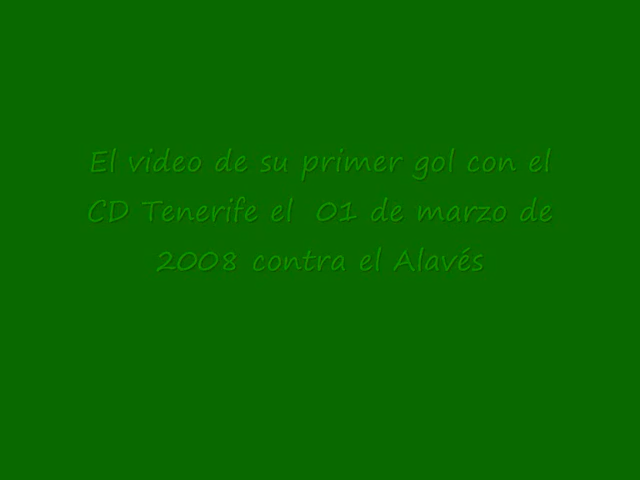 El video de su primer gol con el
CD Tenerife el  01 de marzo de
2008 contra el Alavés